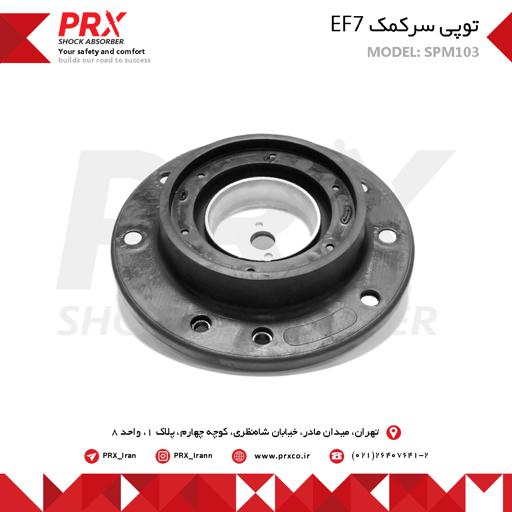 PRX
SHOCK ABSORBER
Your safety and comfort
builds our road to success
توپی سرکمک EF7
MODEL: SPM103
PRX
SHOCK ABSORBER
تهران، میدان مادر، خیابان شاه‌نظری، کوچه چهارم، پلاک ۱، واحد ۸
PRX_Iran
PRX_Irann
www.prxco.ir
(۰۲۱)۲۶۴۰۷۶۴۱-۲